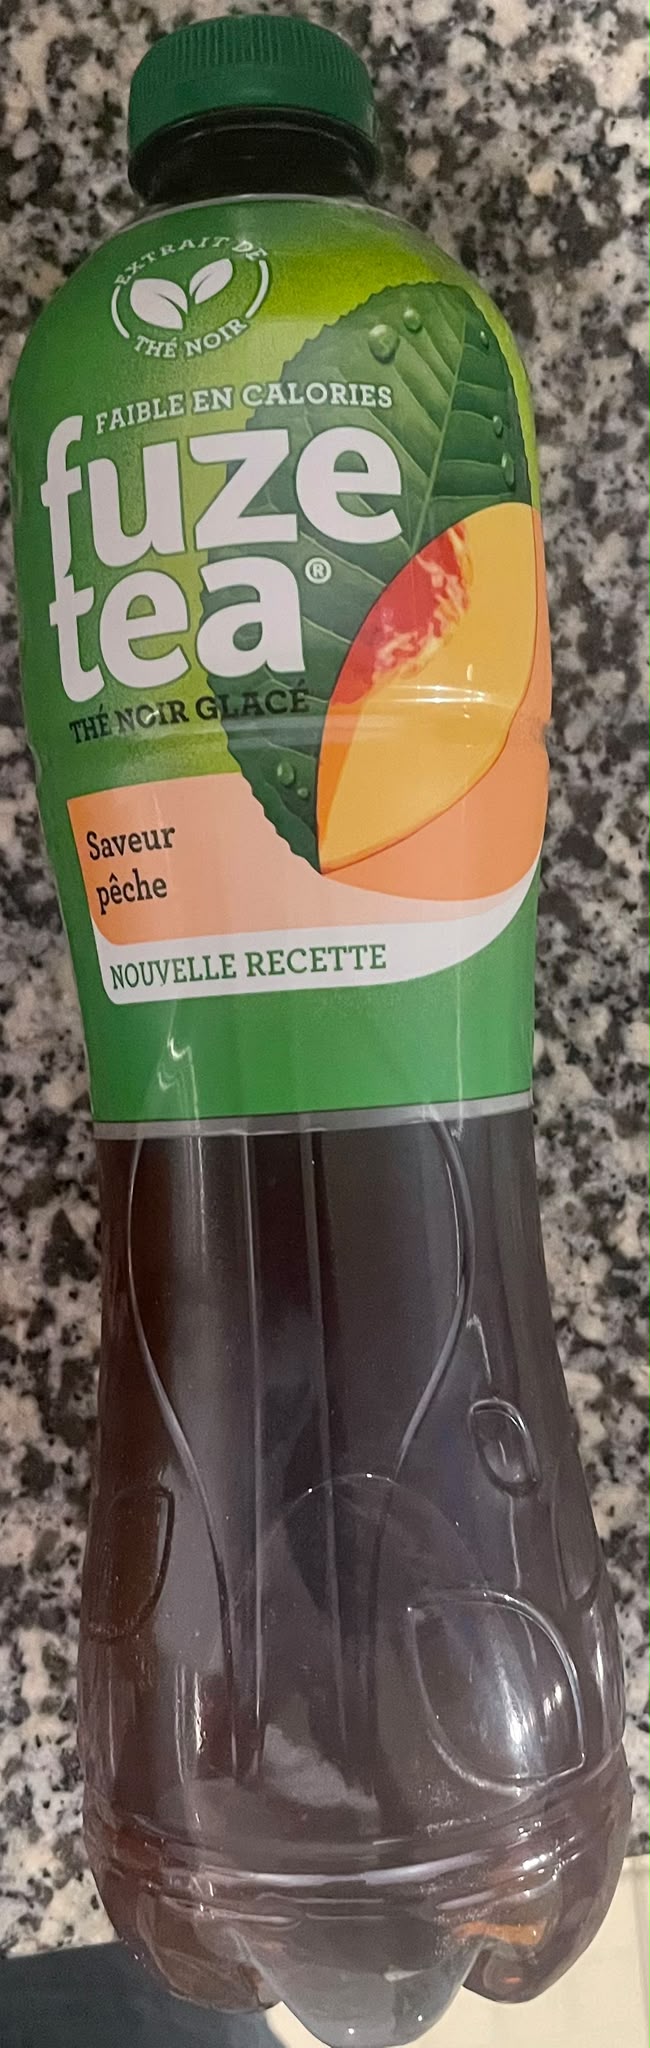 EXTRAIT DE
THÉ NOIR
FAIBLE EN CALORIES
fuze
tea®
THÉ NOIR GLACÉ
Saveur
pêche
NOUVELLE RECETTE